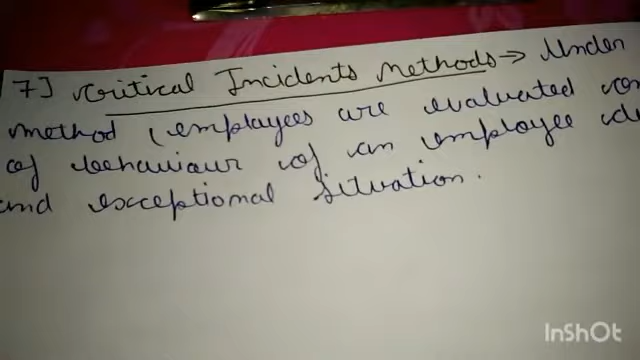 7] Critical Incidents Methods → Under
method, employees are evaluated on
of behaviour of an employee du
and exceptional situation.
InShOt